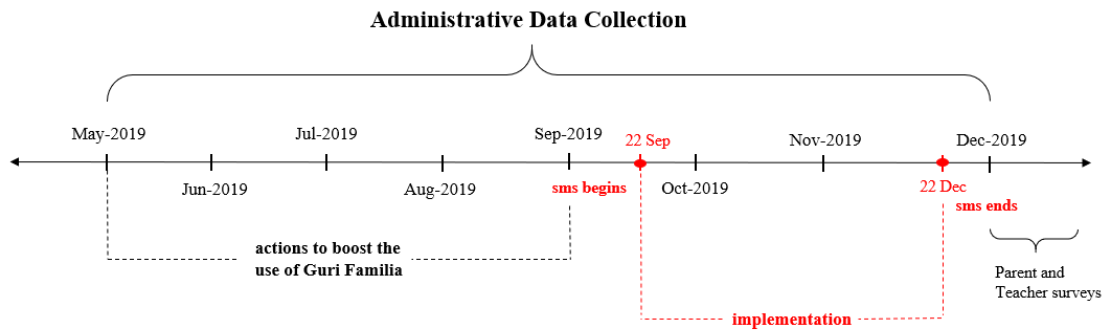 Administrative Data Collection
May-2019
Jul-2019
Sep-2019
22 Sep
Nov-2019
Dec-2019
Jun-2019
Aug-2019
sms begins
Oct-2019
22 Dec
sms ends
actions to boost the
use of Guri Familia
Parent and
Teacher surveys
implementation